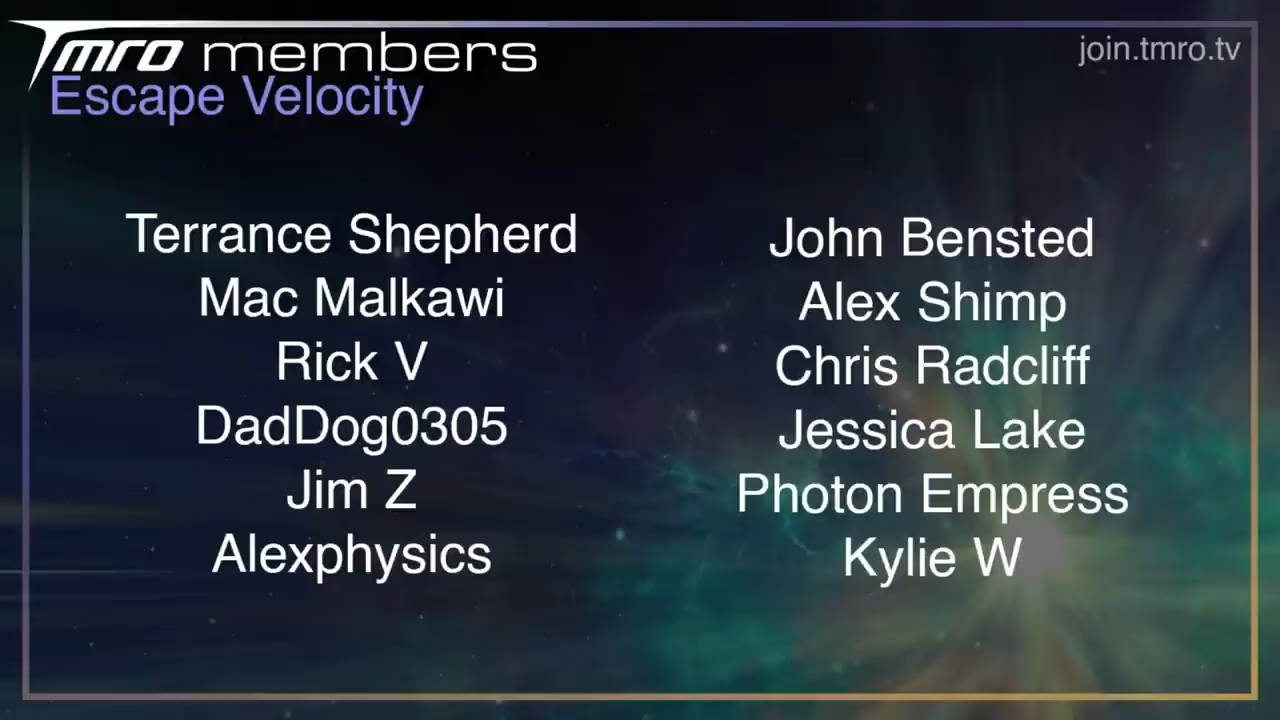 Tmro members
join.tmro.tv
Escape Velocity
Terrance Shepherd
Mac Malkawi
Rick V
DadDog0305
Jim Z
Alexphysics
John Bensted
Alex Shimp
Chris Radcliff
Jessica Lake
Photon Empress
Kylie W